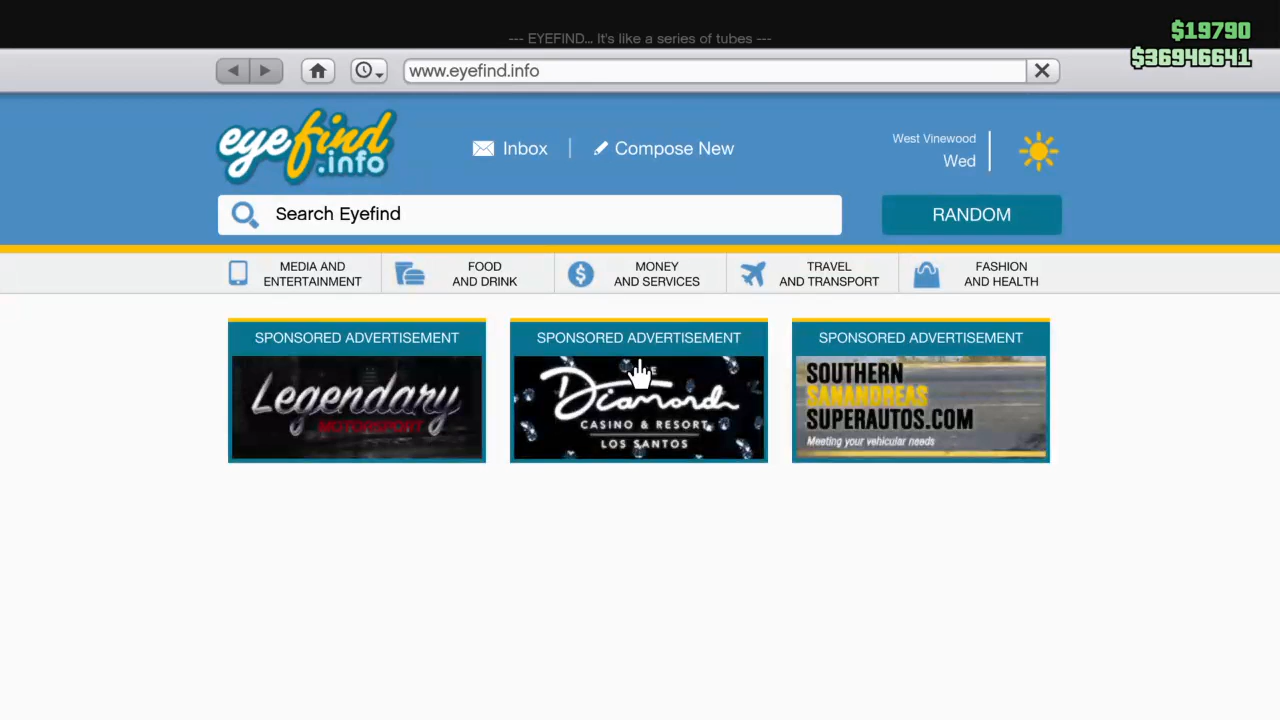 $19790
--- EYEFIND... It's like a series of tubes ---
$36946641
www.eyefind.info
eyefind
.info
Inbox
Compose New
West Vinewood
Wed
Search Eyefind
RANDOM
MEDIA AND
ENTERTAINMENT
FOOD
AND DRINK
MONEY
AND SERVICES
TRAVEL
AND TRANSPORT
FASHION
AND HEALTH
SPONSORED ADVERTISEMENT
Legendary
MOTORSPORT
SPONSORED ADVERTISEMENT
Diamond
CASINO & RESORT
LOS SANTOS
SPONSORED ADVERTISEMENT
SOUTHERN
SANANDREAS
SUPERAUTOS.COM
Meeting your vehicular needs